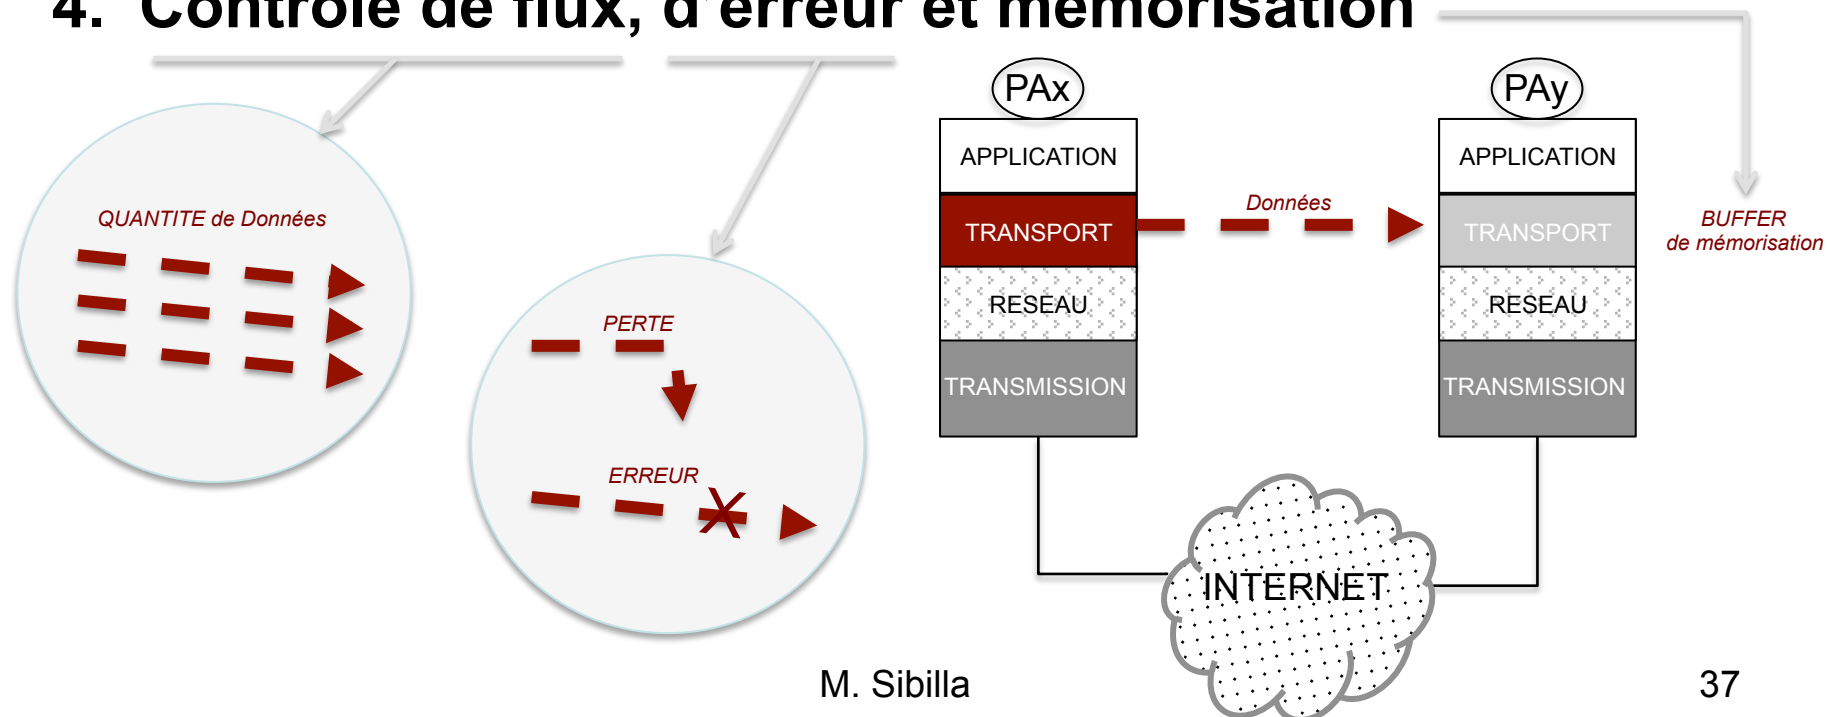 4. Contrôle de flux, d'erreur et mémorisation
QUANTITE de Données
PERTE
ERREUR
PAx
APPLICATION
TRANSPORT
RESEAU
TRANSMISSION
Données
PAy
APPLICATION
TRANSPORT
RESEAU
TRANSMISSION
BUFFER
de mémorisation
INTERNET
M. Sibilla
37